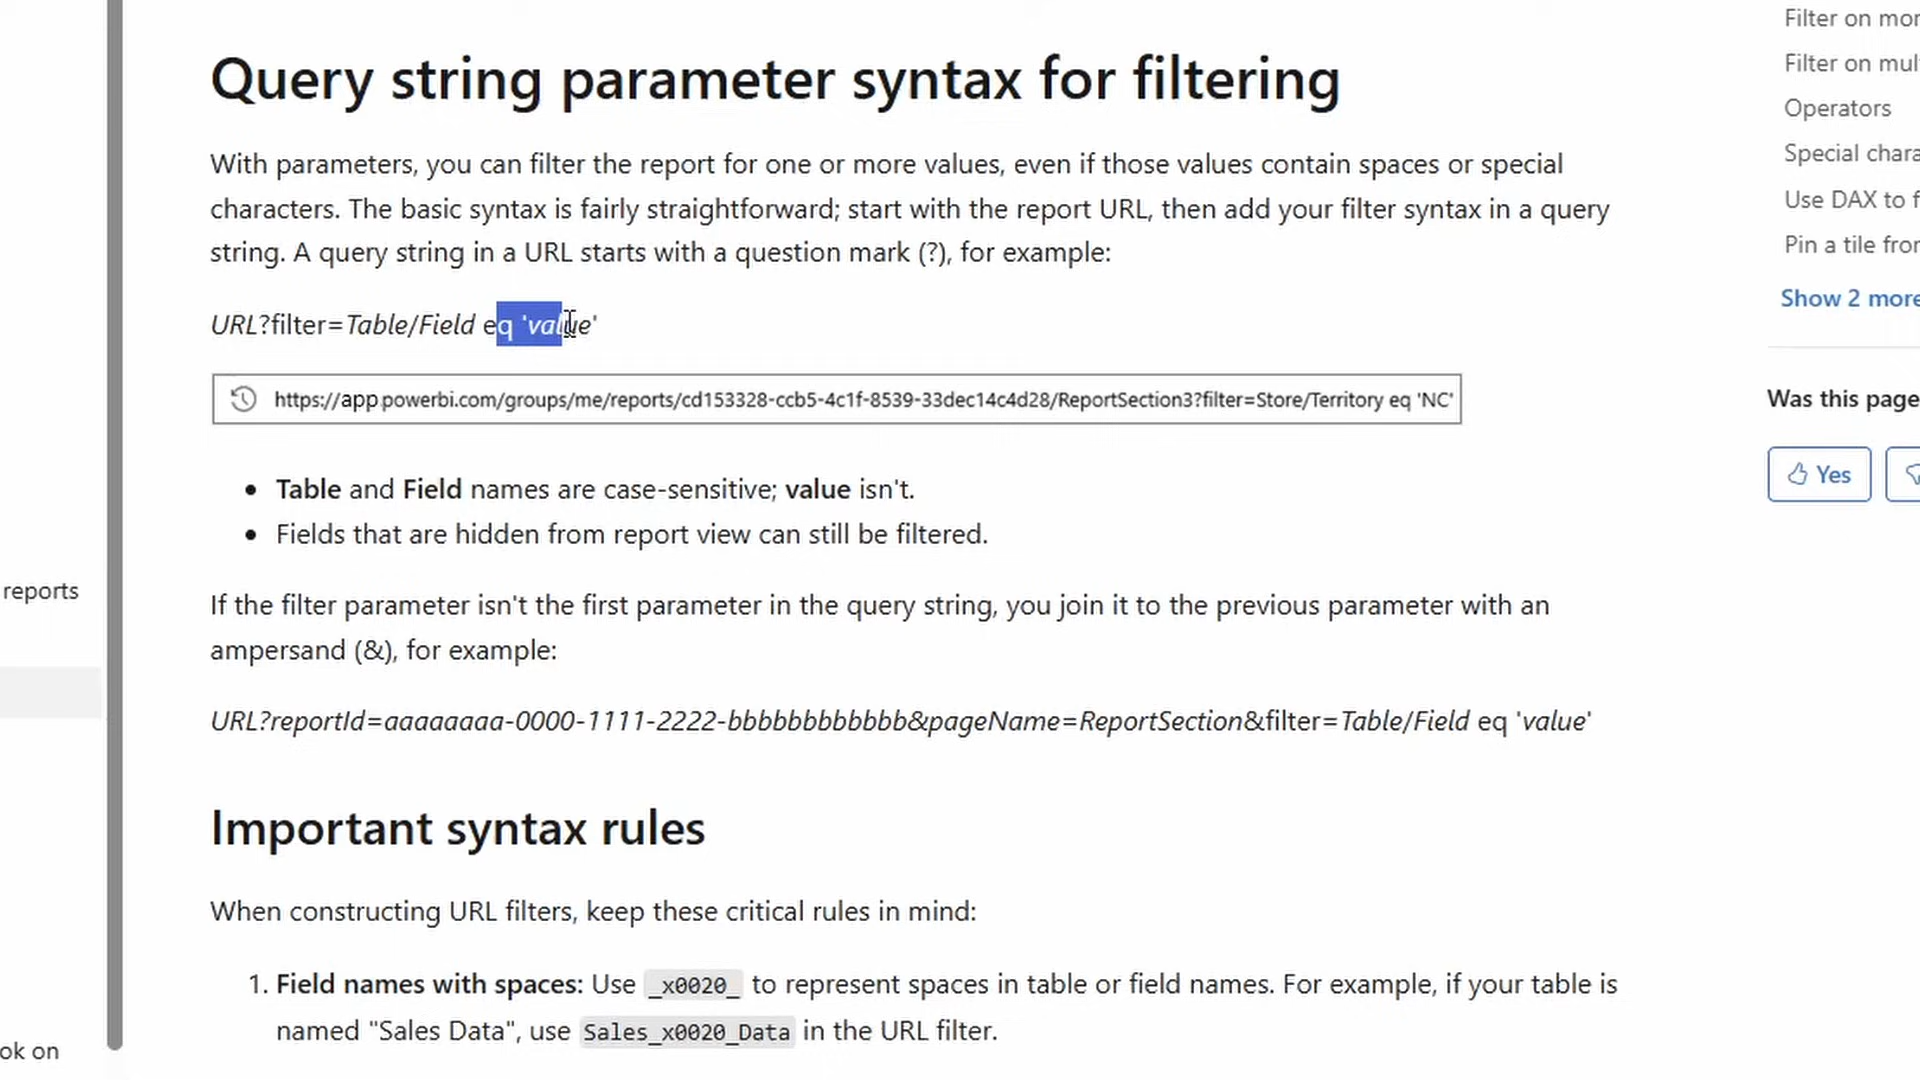 Query string parameter syntax for filtering
With parameters, you can filter the report for one or more values, even if those values contain spaces or special
characters. The basic syntax is fairly straightforward; start with the report URL, then add your filter syntax in a query
string. A query string in a URL starts with a question mark (?), for example:
URL?filter=Table/Field eq 'value'
https://app.powerbi.com/groups/me/reports/cd153328-ccb5-4c1f-8539-33dec14c4d28/ReportSection3?filter=Store/Territory eq 'NC'
• Table and Field names are case-sensitive; value isn't.
• Fields that are hidden from report view can still be filtered.
If the filter parameter isn't the first parameter in the query string, you join it to the previous parameter with an
ampersand (&), for example:
URL?reportId=aaaaaaaa-0000-1111-2222-bbbbbbbbbbbb&pageName=ReportSection&filter=Table/Field eq 'value'
Important syntax rules
When constructing URL filters, keep these critical rules in mind:
1. Field names with spaces: Use _x0020_ to represent spaces in table or field names. For example, if your table is
named "Sales Data", use Sales_x0020_Data in the URL filter.
reports
ok on
Filter on mor
Filter on mul
Operators
Special chara
Use DAX to f
Pin a tile fror
Show 2 more
Was this page
Yes